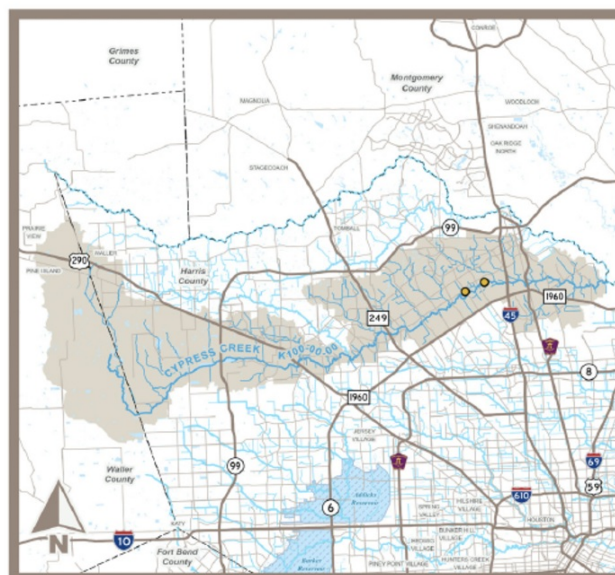 CONROE
Grimes
County
Montgomery
County
MAGNOLIA
WOODLOCH
SHENANDOAH
OAK RIDGE
NORTH
STAGECOACH
PRAIRIE
VIEW
TOMBALL
99
WALLER
290
PINE ISLAND
Harris
County
1960
249
45
CYPRESS CREEK K100-00-00
8
1960
JERSEY
VILLAGE
Waller
County
99
69
59
Addicks
Reservoir
6
610
HILSHIRE
VILLAGE
SPRING
VALLEY
HOUSTON
KATY
N
10
BUNKER HILL
VILLAGE
HEDWIG
VILLAGE
Fort Bend
County
Barker
Reservoir
HUNTERS CREEK
VILLAGE
PINEY POINT VILLAGE